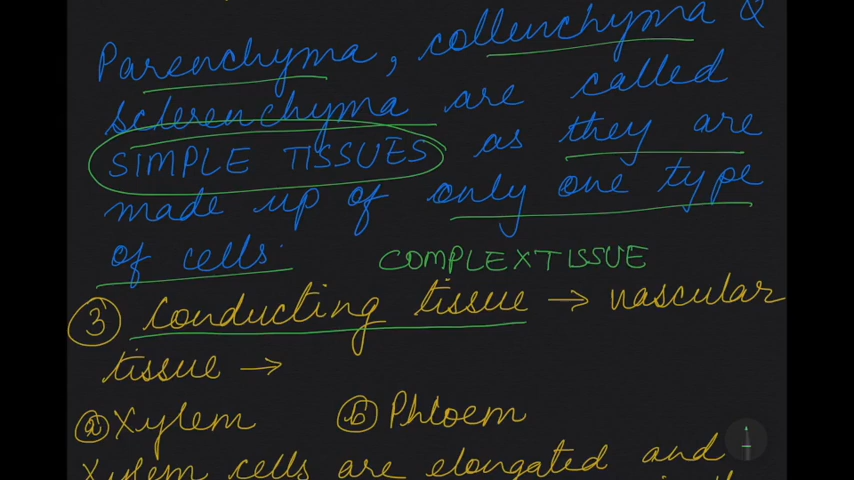 Parenchyma, collenchyma &
sclerenchyma are called
SIMPLE TISSUES as they are
made up of only one type
of cells. COMPLEX TISSUE
③ Conducting tissue → vascular
tissue →
ⓐ Xylem ⓑ Phloem
Xylem cells are elongated and